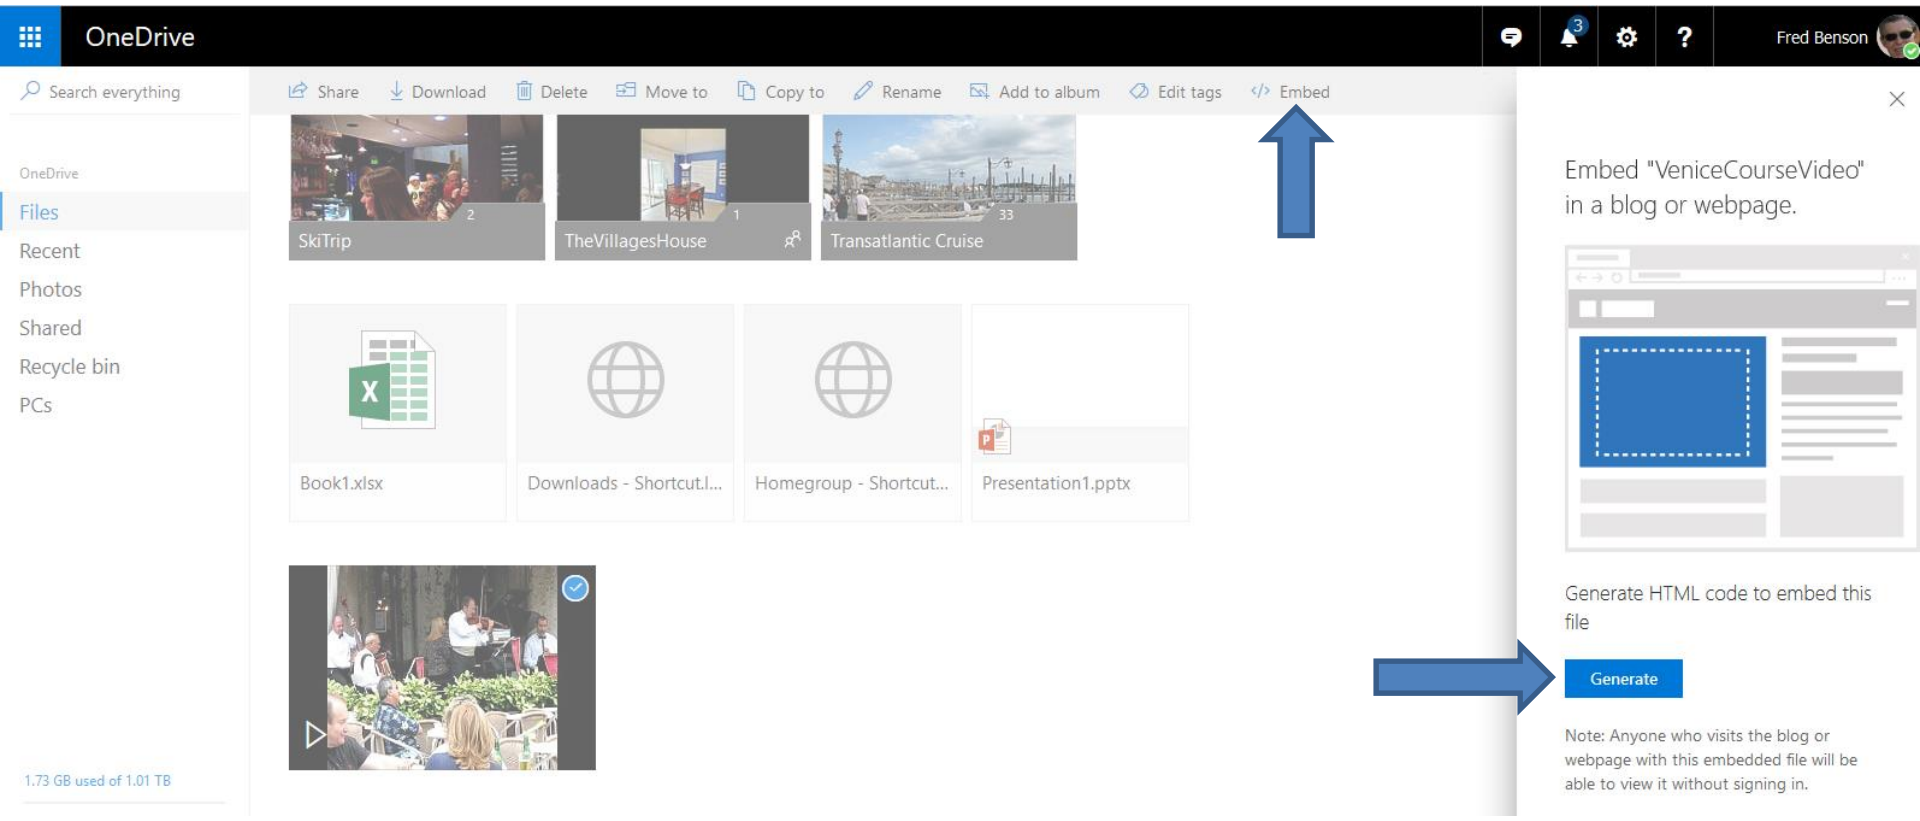 OneDrive
3
?
Fred Benson
Search everything
Share
Download
Delete
Move to
Copy to
Rename
Add to album
Edit tags
</> Embed
OneDrive
Files
Recent
Photos
Shared
Recycle bin
PCs
1.73 GB used of 1.01 TB
2
SkiTrip
1
TheVillagesHouse
33
Transatlantic Cruise
X
Book1.xlsx
Downloads - Shortcut.l...
Homegroup - Shortcut...
P
Presentation1.pptx
Embed "VeniceCourseVideo"
in a blog or webpage.
Generate HTML code to embed this
file
Generate
Note: Anyone who visits the blog or
webpage with this embedded file will be
able to view it without signing in.